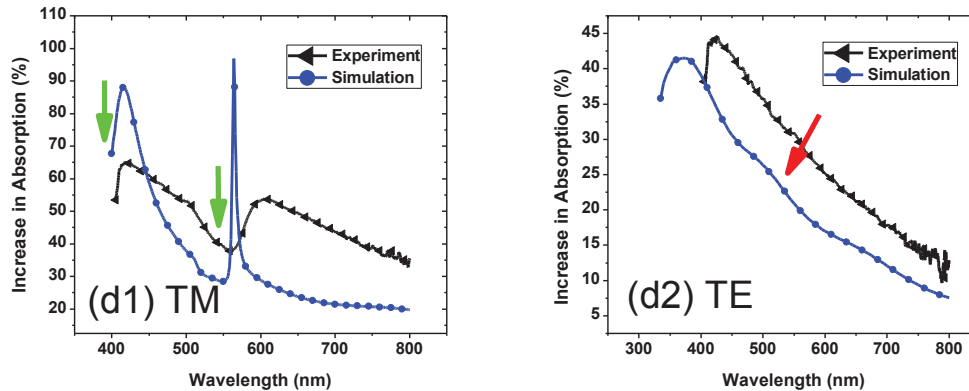 110
100
90
80
70
60
50
40
30
20
Increase in Absorption (%)
Experiment
Simulation
(d1) TM
400 500 600 700 800
Wavelength (nm)
45
40
35
30
25
20
15
10
5
Increase in Absorption (%)
Experiment
Simulation
(d2) TE
300 400 500 600 700 800
Wavelength (nm)